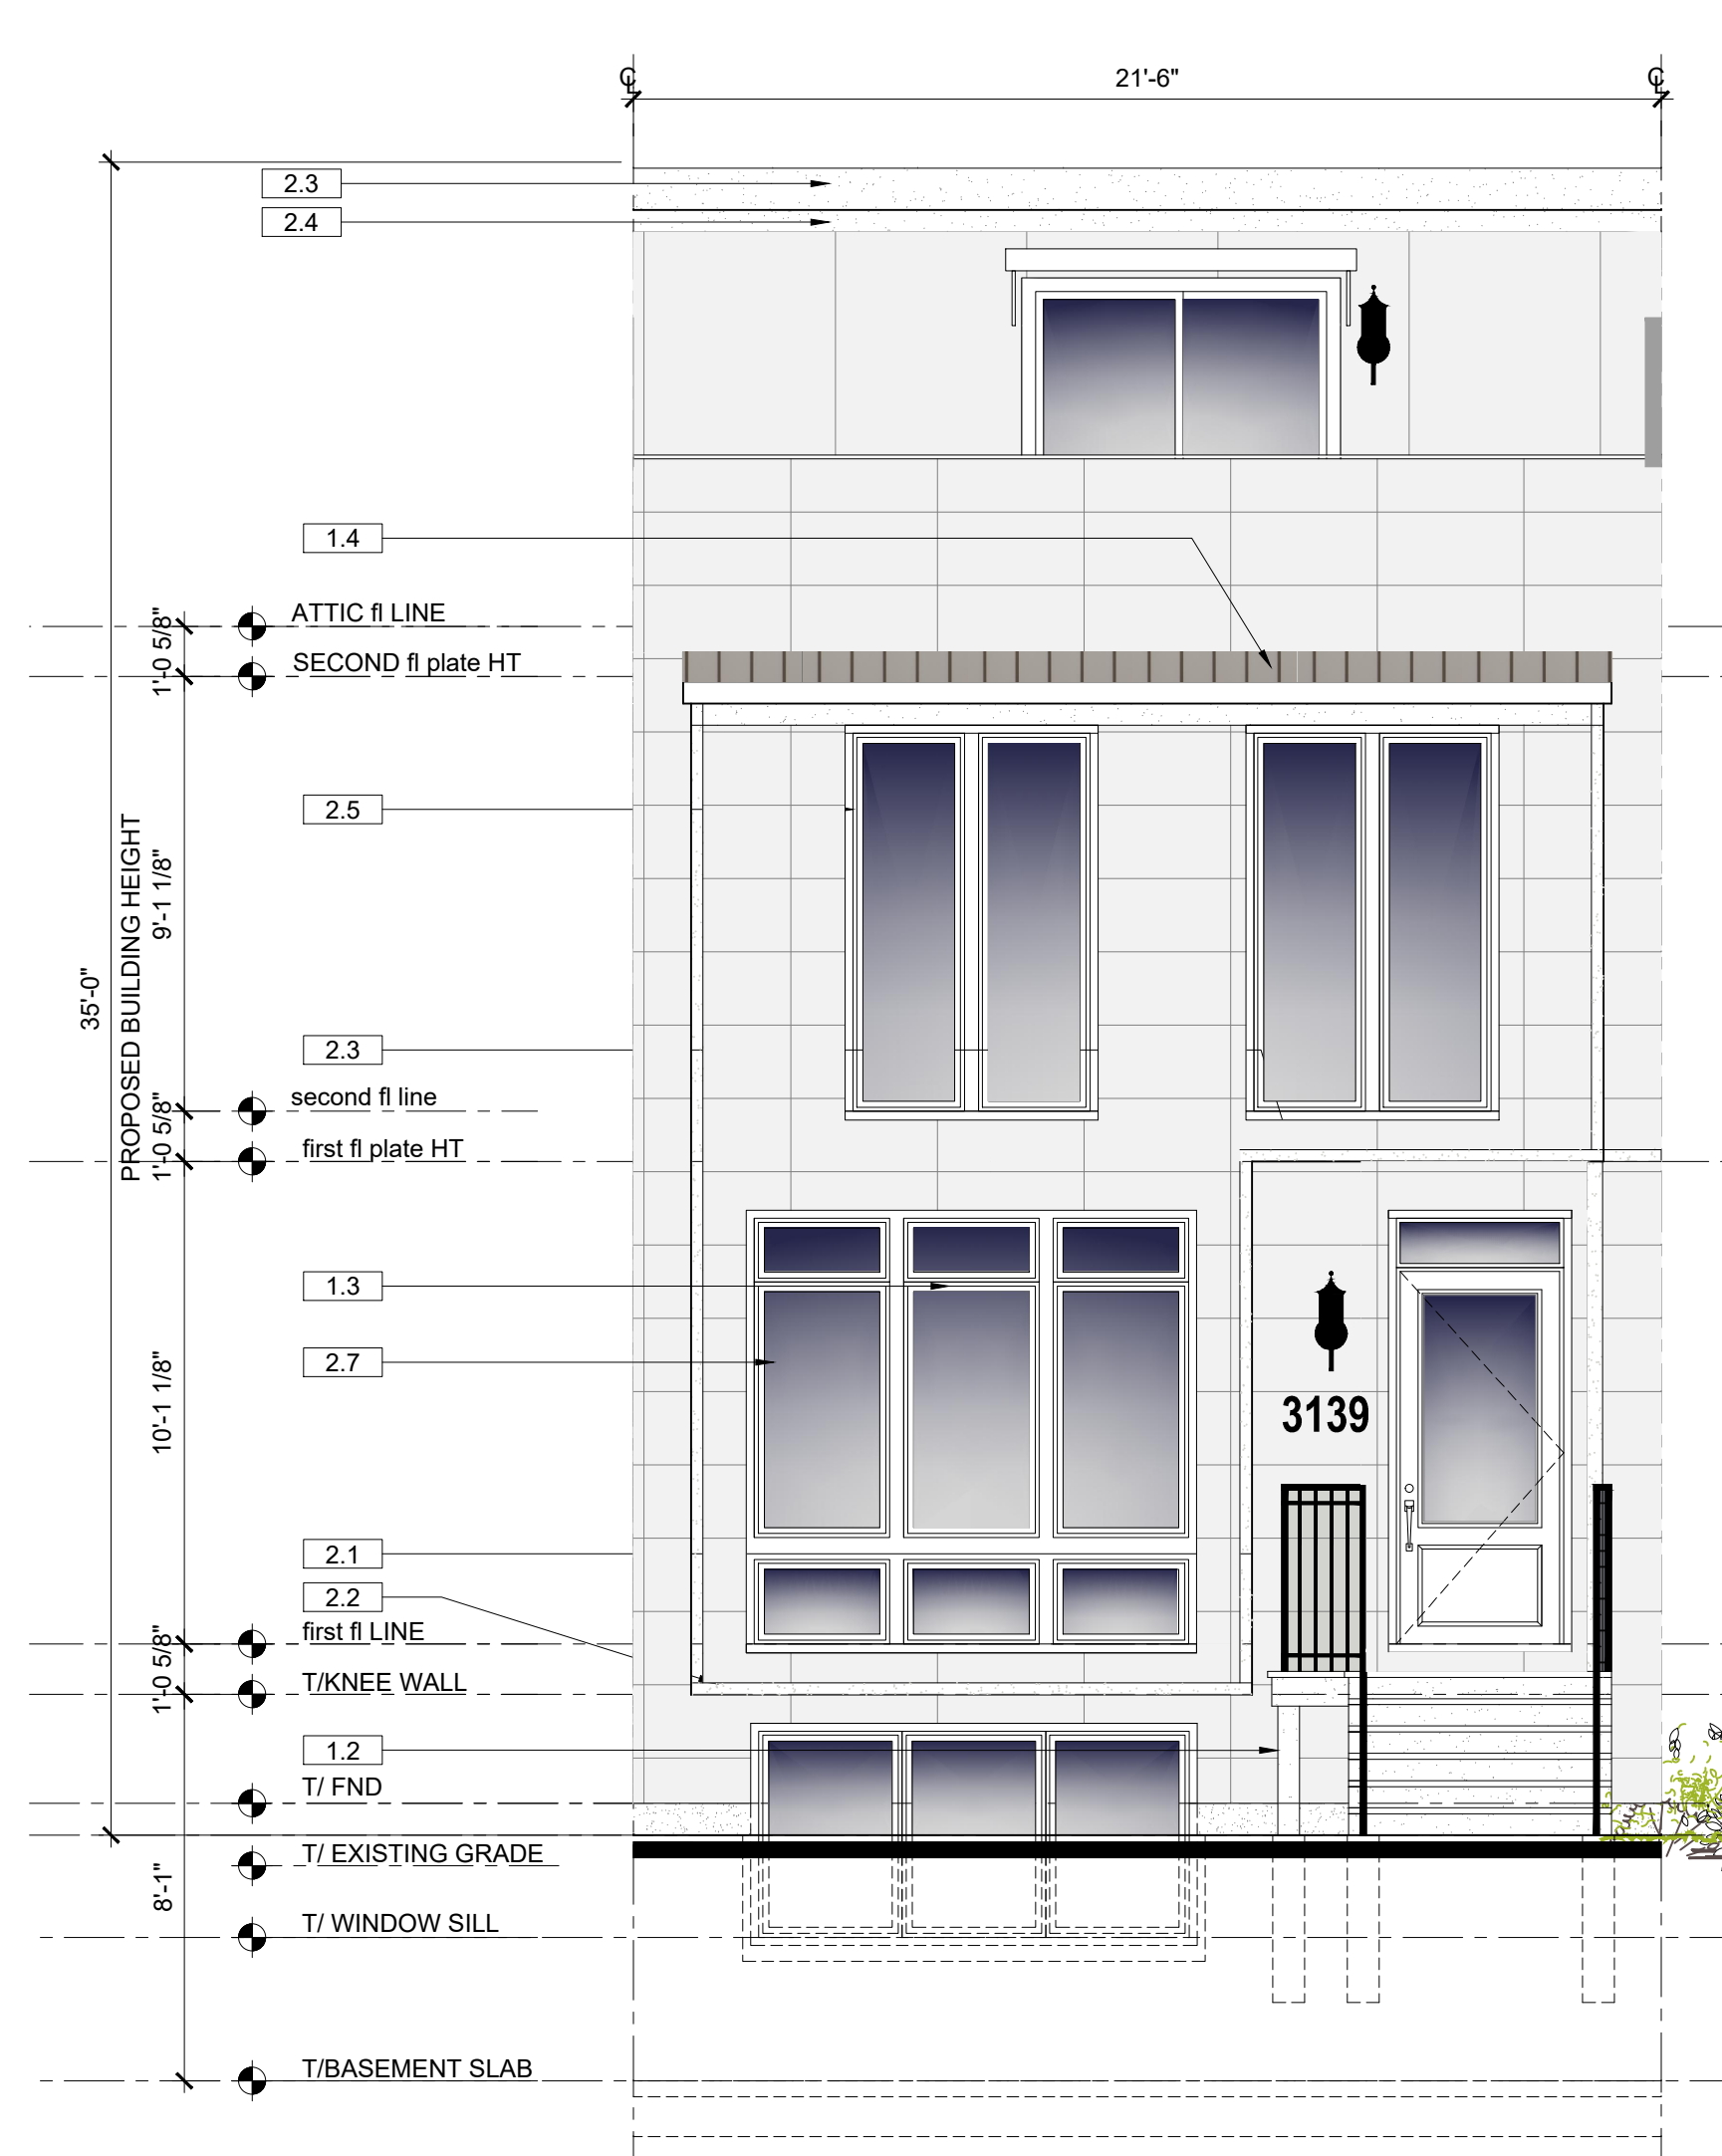 ℄
21'-6"
℄
2.3
2.4
1.4
ATTIC fl LINE
1'-0 5/8"
SECOND fl plate HT
2.5
PROPOSED BUILDING HEIGHT
9'-1 1/8"
35'-0"
2.3
second fl line
1'-0 5/8"
first fl plate HT
1.3
2.7
10'-1 1/8"
3139
2.1
2.2
first fl LINE
1'-0 5/8"
T/KNEE WALL
1.2
T/ FND
T/ EXISTING GRADE
8'-1"
T/ WINDOW SILL
T/BASEMENT SLAB